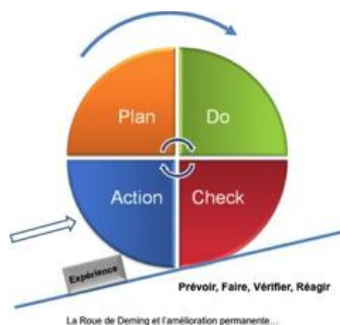 Plan
Do
Action
Check
Expérience
Prévoir, Faire, Vérifier, Réagir
La Roue de Deming et l'amélioration permanente...